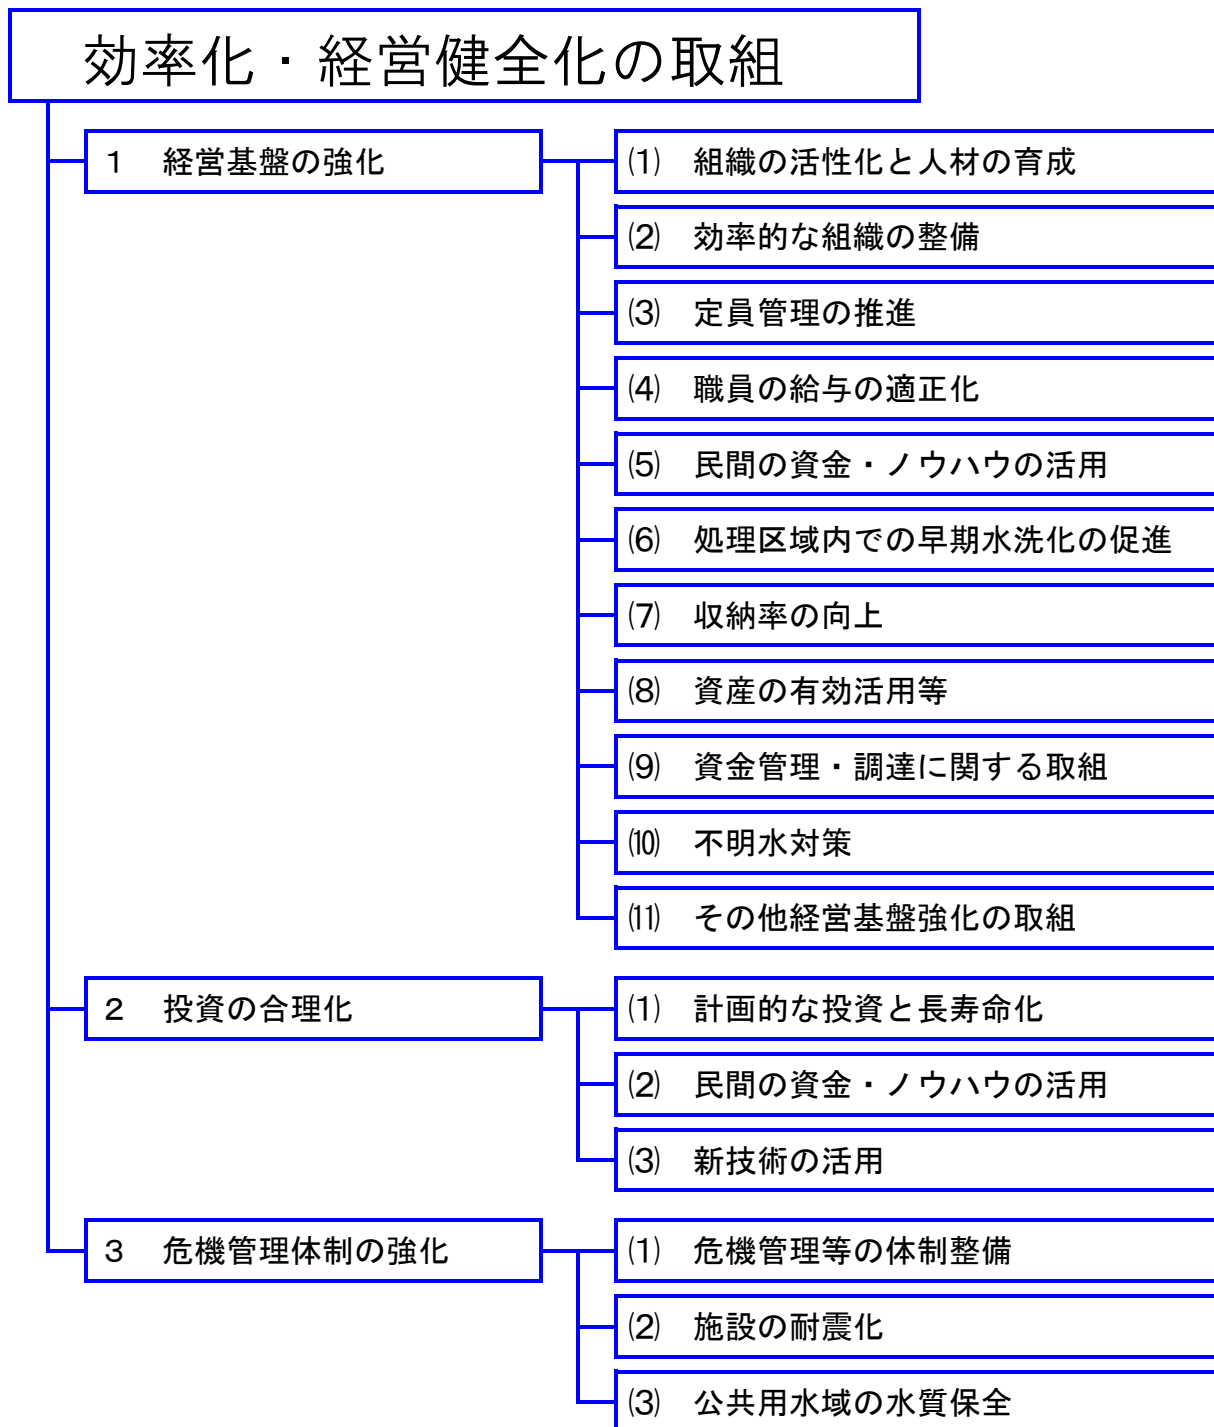 効率化・経営健全化の取組
1 経営基盤の強化
⑴ 組織の活性化と人材の育成
⑵ 効率的な組織の整備
⑶ 定員管理の推進
⑷ 職員の給与の適正化
⑸ 民間の資金・ノウハウの活用
⑹ 処理区域内での早期水洗化の促進
⑺ 収納率の向上
⑻ 資産の有効活用等
⑼ 資金管理・調達に関する取組
⑽ 不明水対策
⑾ その他経営基盤強化の取組
2 投資の合理化
⑴ 計画的な投資と長寿命化
⑵ 民間の資金・ノウハウの活用
⑶ 新技術の活用
3 危機管理体制の強化
⑴ 危機管理等の体制整備
⑵ 施設の耐震化
⑶ 公共用水域の水質保全